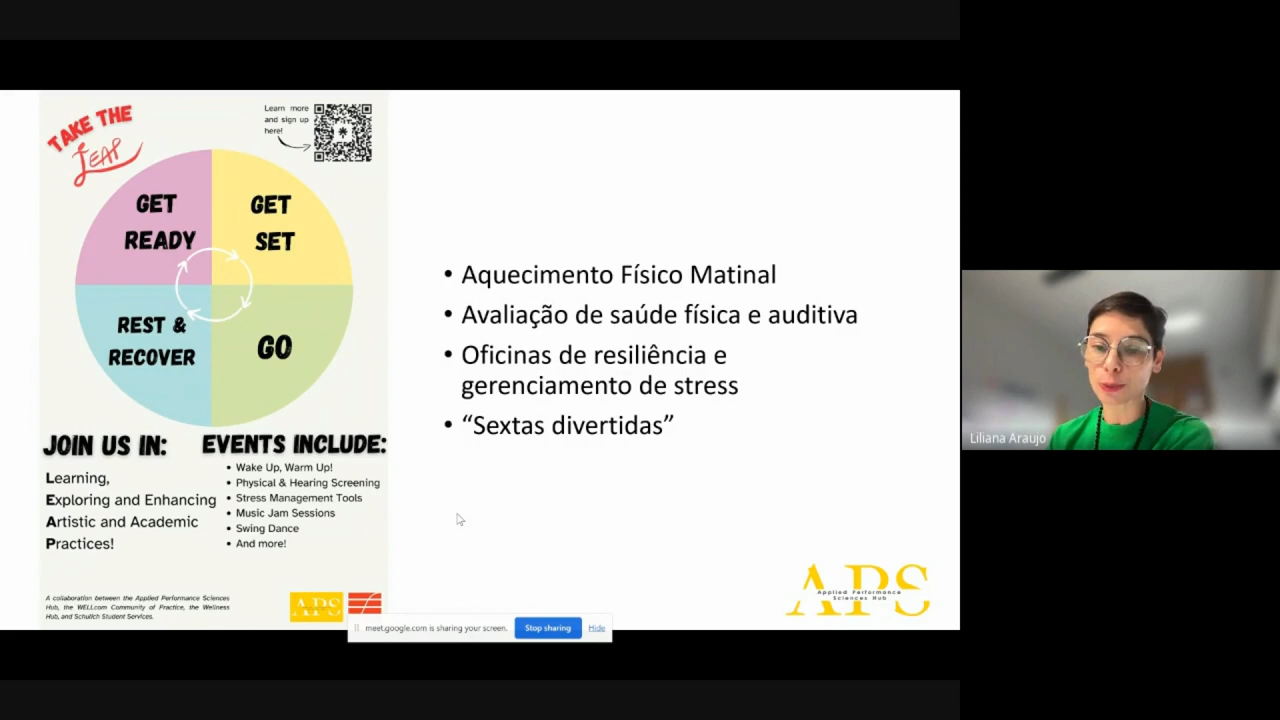 TAKE THE
LEAP
Learn more
and sign up
here!
GET
READY
GET
SET
REST &
RECOVER
GO
JOIN US IN:
Learning,
Exploring and Enhancing
Artistic and Academic
Practices!
EVENTS INCLUDE:
• Wake Up, Warm Up!
• Physical & Hearing Screening
• Stress Management Tools
• Music Jam Sessions
• Swing Dance
• And more!
A collaboration between the Applied Performance Sciences
Hub, the WELLcom Community of Practice, the Wellness
Hub, and Schulich Student Services.
APS
• Aquecimento Físico Matinal
• Avaliação de saúde física e auditiva
• Oficinas de resiliência e
gerenciamento de stress
• “Sextas divertidas”
APS
Applied Performance
Sciences Hub
meet.google.com is sharing your screen.
Stop sharing
Hide
Liliana Araujo